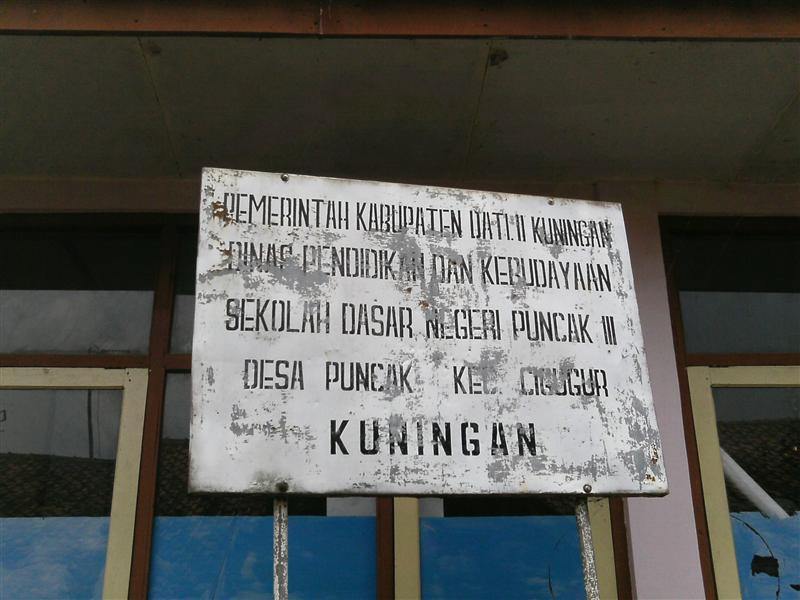 PEMERINTAH KABUPATEN DATI.II KUNINGAN
DINAS PENDIDIKAN DAN KEBUDAYAAN
SEKOLAH DASAR NEGERI PUNCAK III
DESA PUNCAK KEC CIGUGUR
KUNINGAN